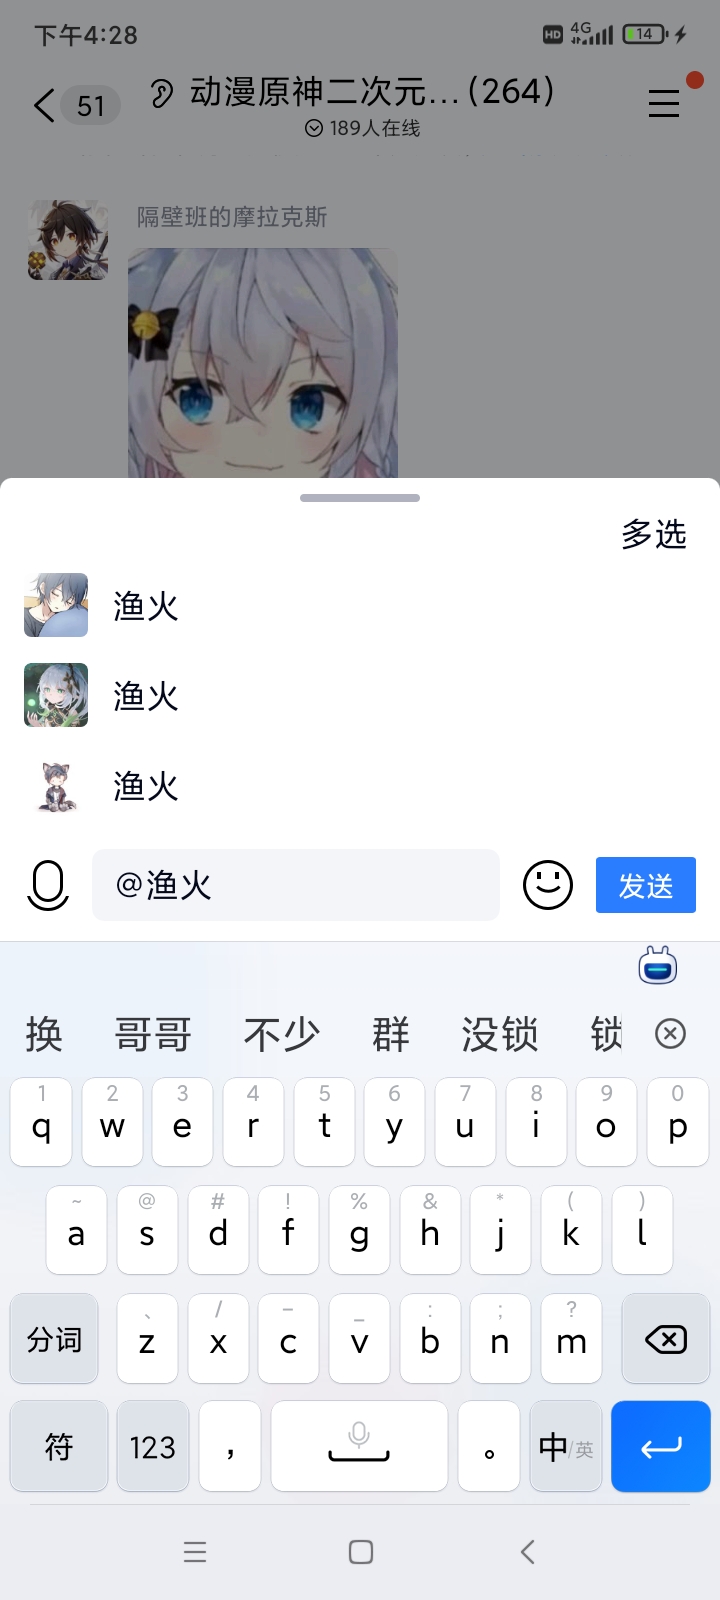 下午4:28
HD 4G 14
51 动漫原神二次元...(264)
189人在线
隔壁班的摩拉克斯
多选
渔火
渔火
渔火
@渔火 发送
换 哥哥 不少 群 没锁 锁
1 2 3 4 5 6 7 8 9 0
q w e r t y u i o p
~ @ # ! % & * ( )
a s d f g h j k l
、 / － _ : ; ?
分词 z x c v b n m
符 123 , 。 中/英